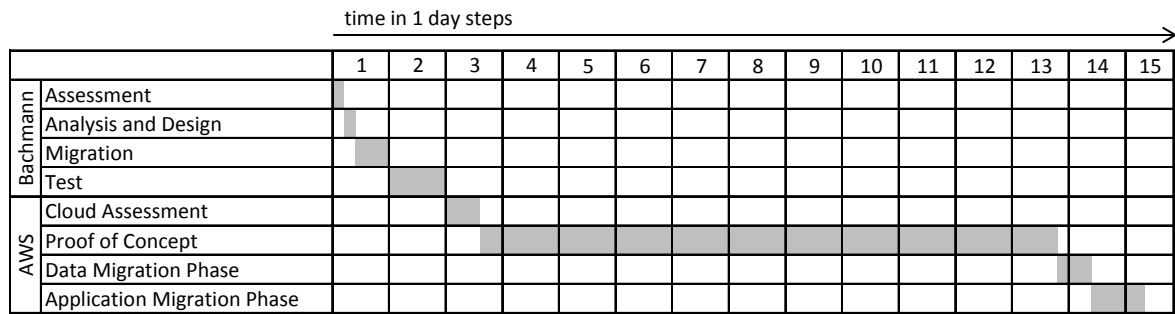 time in 1 day steps
1 2 3 4 5 6 7 8 9 10 11 12 13 14 15
Bachmann
Assessment
Analysis and Design
Migration
Test
AWS
Cloud Assessment
Proof of Concept
Data Migration Phase
Application Migration Phase